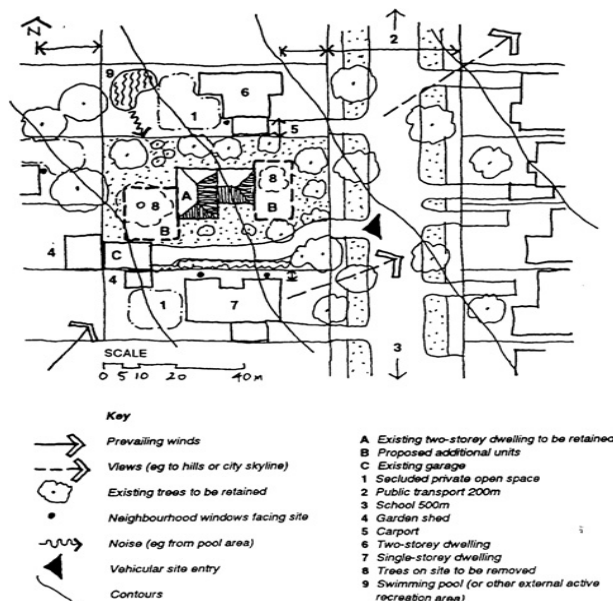 N
2
9
6
1
5
8
A
8
B
B
4
C
4
1
7
3
SCALE
0 5 10 20 40 m
Key
Prevailing winds
Views (eg to hills or city skyline)
Existing trees to be retained
Neighbourhood windows facing site
Noise (eg from pool area)
Vehicular site entry
Contours
A Existing two-storey dwelling to be retained
B Proposed additional units
C Existing garage
1 Secluded private open space
2 Public transport 200m
3 School 500m
4 Garden shed
5 Carport
6 Two-storey dwelling
7 Single-storey dwelling
8 Trees on site to be removed
9 Swimming pool (or other external active
recreation area)